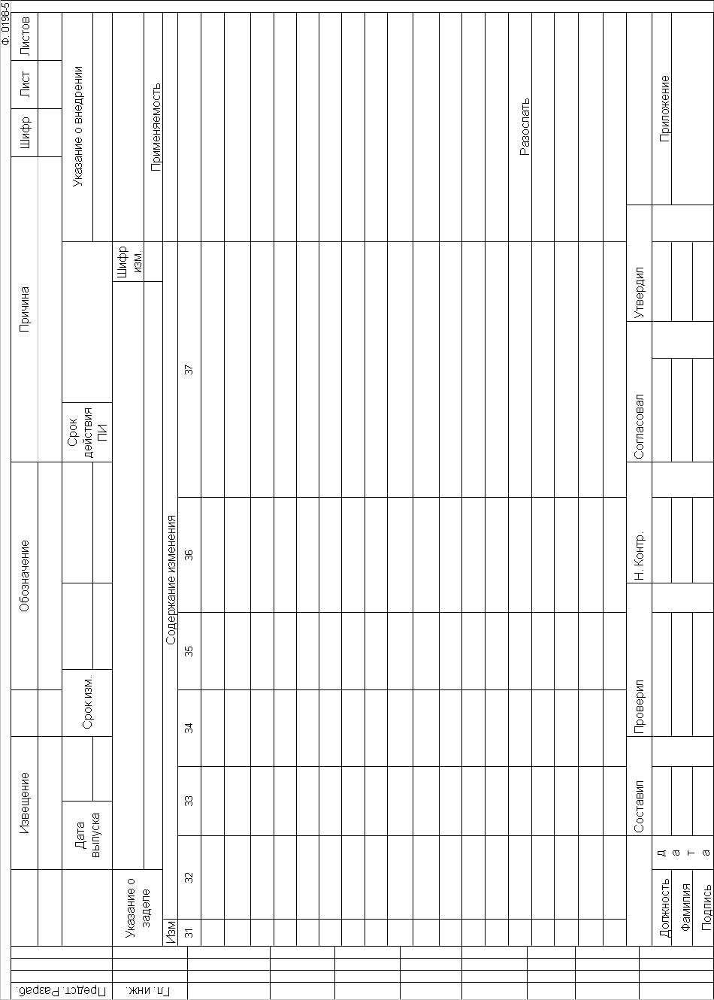 Ф. 0198-5
Извещение
Обозначение
Причина
Шифр
Лист
Листов
Дата
выпуска
Срок изм.
Срок
действия
ПИ
Указание о внедрении
Указание о
заделе
Шифр
изм.
Применяемость
Изм
Содержание изменения
31
32
33
34
35
36
37
Разослать
Составил
Проверил
Н. Контр.
Согласовал
Утвердил
Должность
Фамилия
Подпись
Д
а
т
а
Приложение
Предст. Разраб.
Гл. инж.